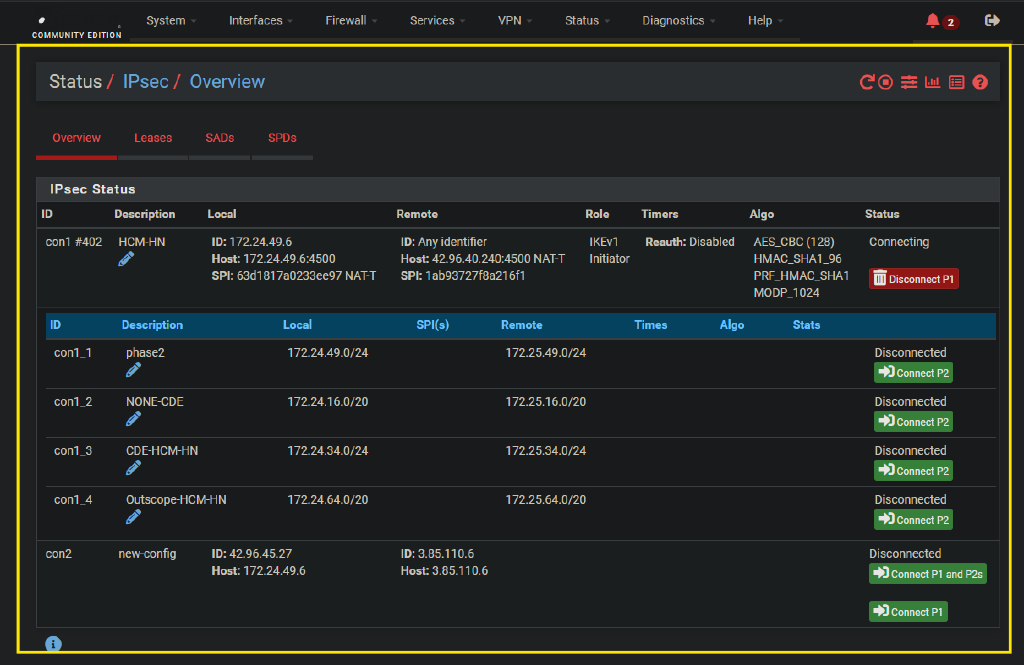 COMMUNITY EDITION
System Interfaces Firewall Services VPN Status Diagnostics Help 2
Status / IPsec / Overview
Overview Leases SADs SPDs
IPsec Status
ID Description Local Remote Role Timers Algo Status
con1 #402 HCM-HN ID: 172.24.49.6 ID: Any identifier IKEv1 Reauth: Disabled AES_CBC (128) Connecting
Host: 172.24.49.6:4500 Host: 42.96.40.240:4500 NAT-T Initiator HMAC_SHA1_96
SPI: 63d1817a0233ec97 NAT-T SPI: 1ab93727f8a216f1 PRF_HMAC_SHA1 Disconnect P1
MODP_1024
ID Description Local SPI(s) Remote Times Algo Stats
con1_1 phase2 172.24.49.0/24 172.25.49.0/24 Disconnected
Connect P2
con1_2 NONE-CDE 172.24.16.0/20 172.25.16.0/20 Disconnected
Connect P2
con1_3 CDE-HCM-HN 172.24.34.0/24 172.25.34.0/24 Disconnected
Connect P2
con1_4 Outscope-HCM-HN 172.24.64.0/20 172.25.64.0/20 Disconnected
Connect P2
con2 new-config ID: 42.96.45.27 ID: 3.85.110.6 Disconnected
Host: 172.24.49.6 Host: 3.85.110.6 Connect P1 and P2s
Connect P1